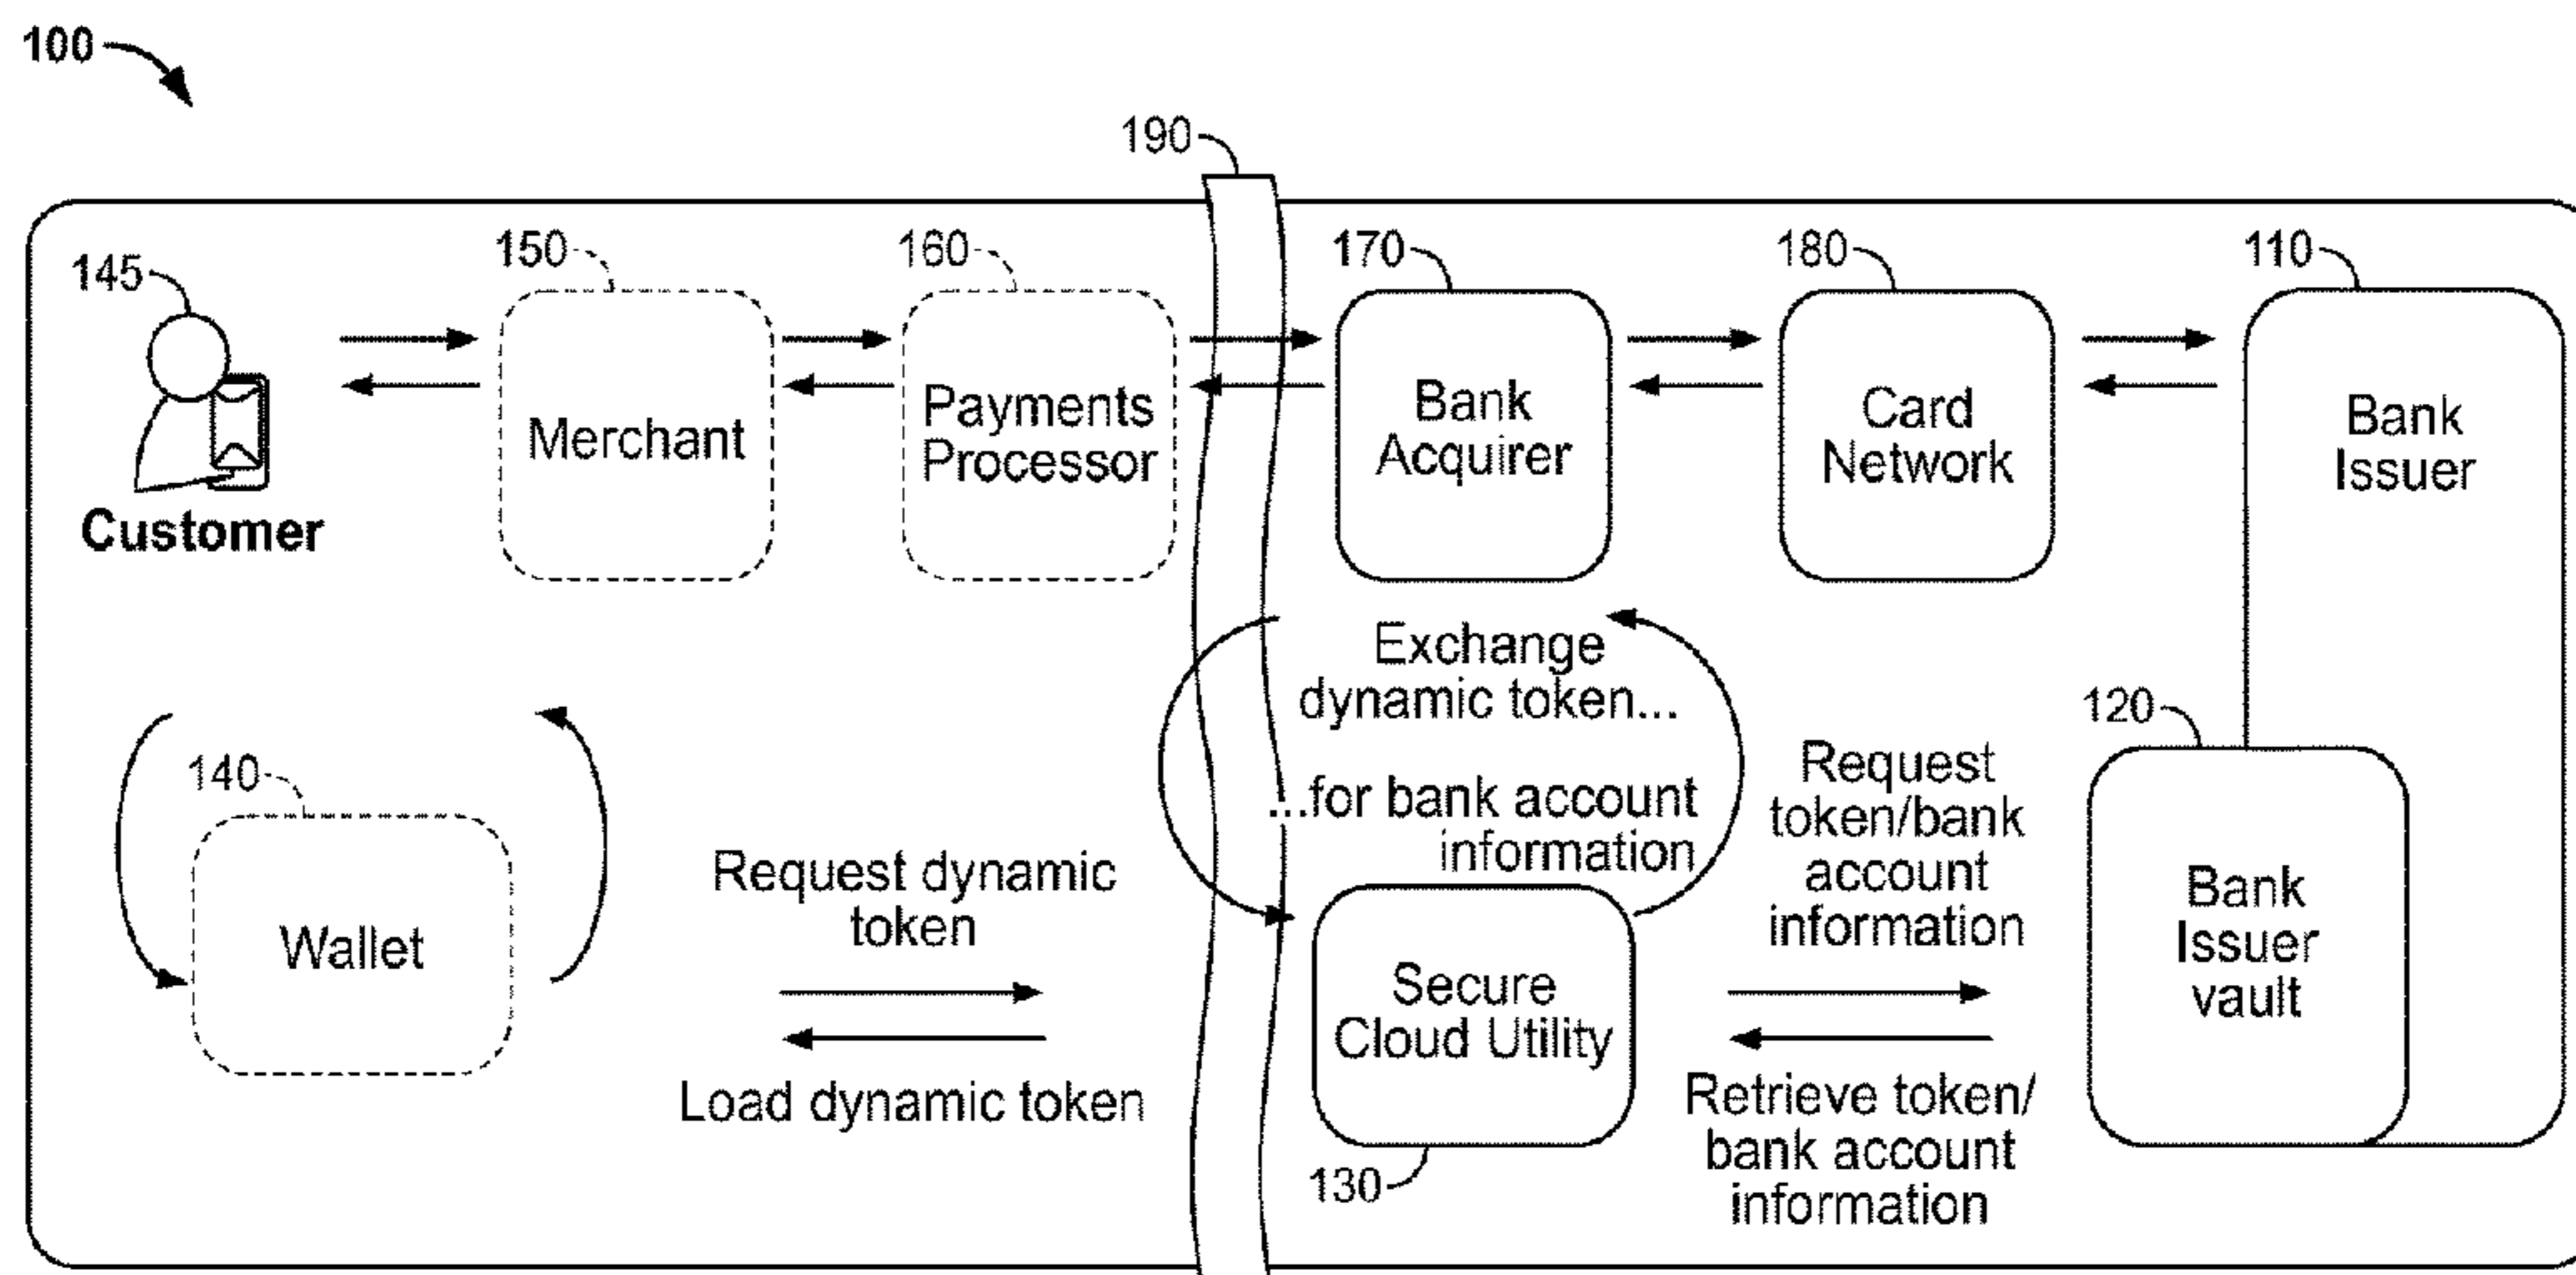 100
190
145
150
160
170
180
110
Customer
Merchant
Payments
Processor
Bank
Acquirer
Card
Network
Bank
Issuer
Exchange
dynamic token...
...for bank account
information
140
Wallet
Request dynamic
token
Load dynamic token
Secure
Cloud Utility
130
Request
token/bank
account
information
Retrieve token/
bank account
information
120
Bank
Issuer
vault